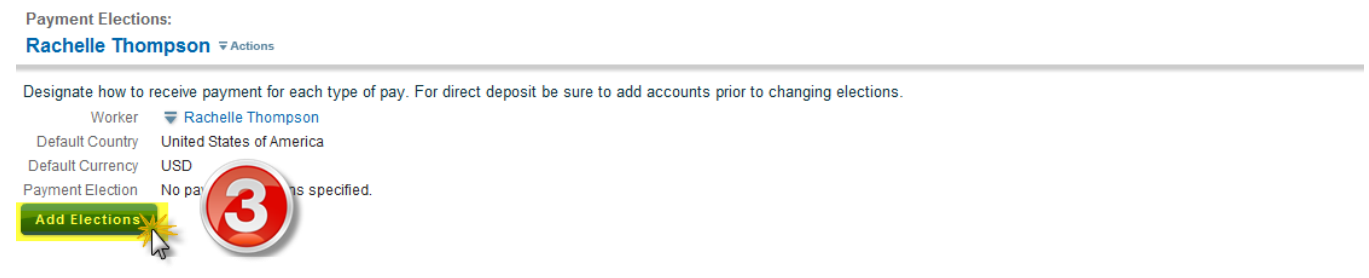 Payment Elections:
Rachelle Thompson Actions
Designate how to receive payment for each type of pay. For direct deposit be sure to add accounts prior to changing elections.
Worker Rachelle Thompson
Default Country United States of America
Default Currency USD
Payment Election No specified.
Add Elections
3